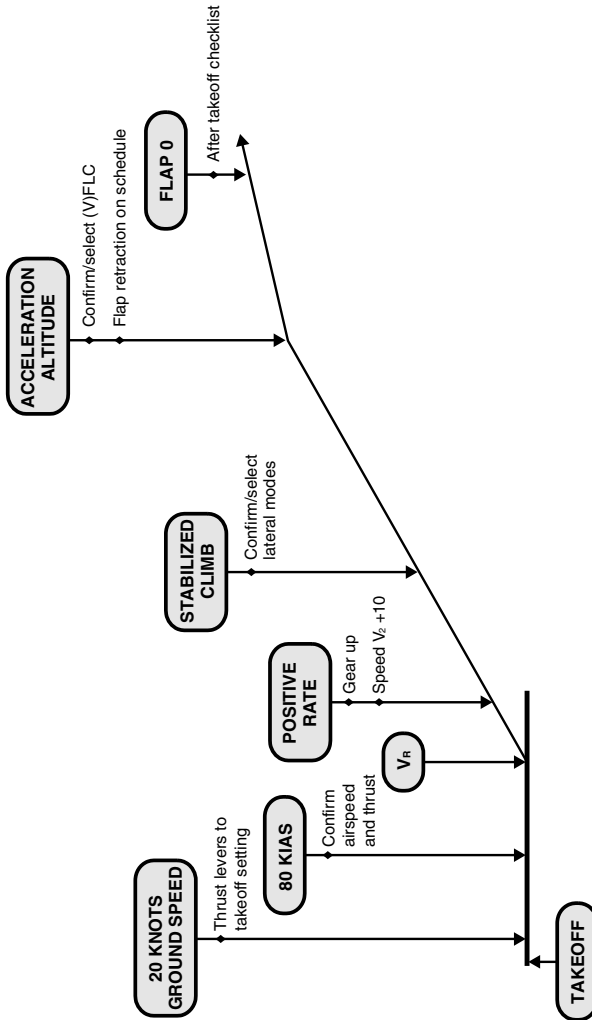 TAKEOFF
20 KNOTS
GROUND SPEED
Thrust levers to
takeoff setting
80 KIAS
Confirm
airspeed
and thrust
VR
POSITIVE
RATE
Gear up
Speed V2 +10
STABILIZED
CLIMB
Confirm/select
lateral modes
ACCELERATION
ALTITUDE
Confirm/select (V)FLC
Flap retraction on schedule
FLAP 0
After takeoff checklist